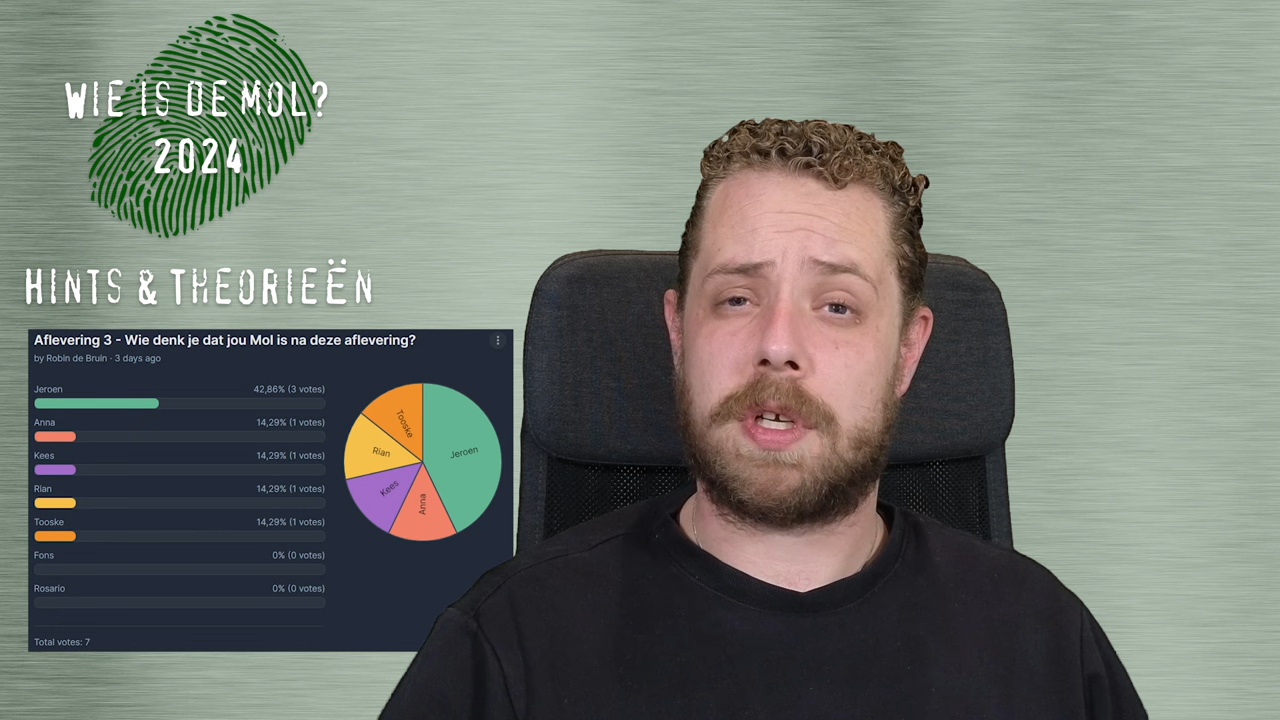 WIE IS DE MOL?
2024
HINTS & THEORIEËN
Aflevering 3 - Wie denk je dat jou Mol is na deze aflevering?
by Robin de Bruin · 3 days ago
Jeroen 42,86% (3 votes)
Anna 14,29% (1 votes)
Kees 14,29% (1 votes)
Rian 14,29% (1 votes)
Tooske 14,29% (1 votes)
Fons 0% (0 votes)
Rosario 0% (0 votes)
Total votes: 7
Tooske
Jeroen
Rian
Kees
Anna